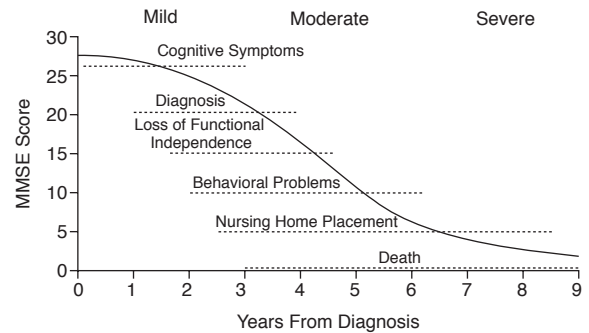 Mild Moderate Severe
30
Cognitive Symptoms
25
Diagnosis
20
Loss of Functional
Independence
15
Behavioral Problems
10
Nursing Home Placement
5
Death
0
MMSE Score
0 1 2 3 4 5 6 7 8 9
Years From Diagnosis